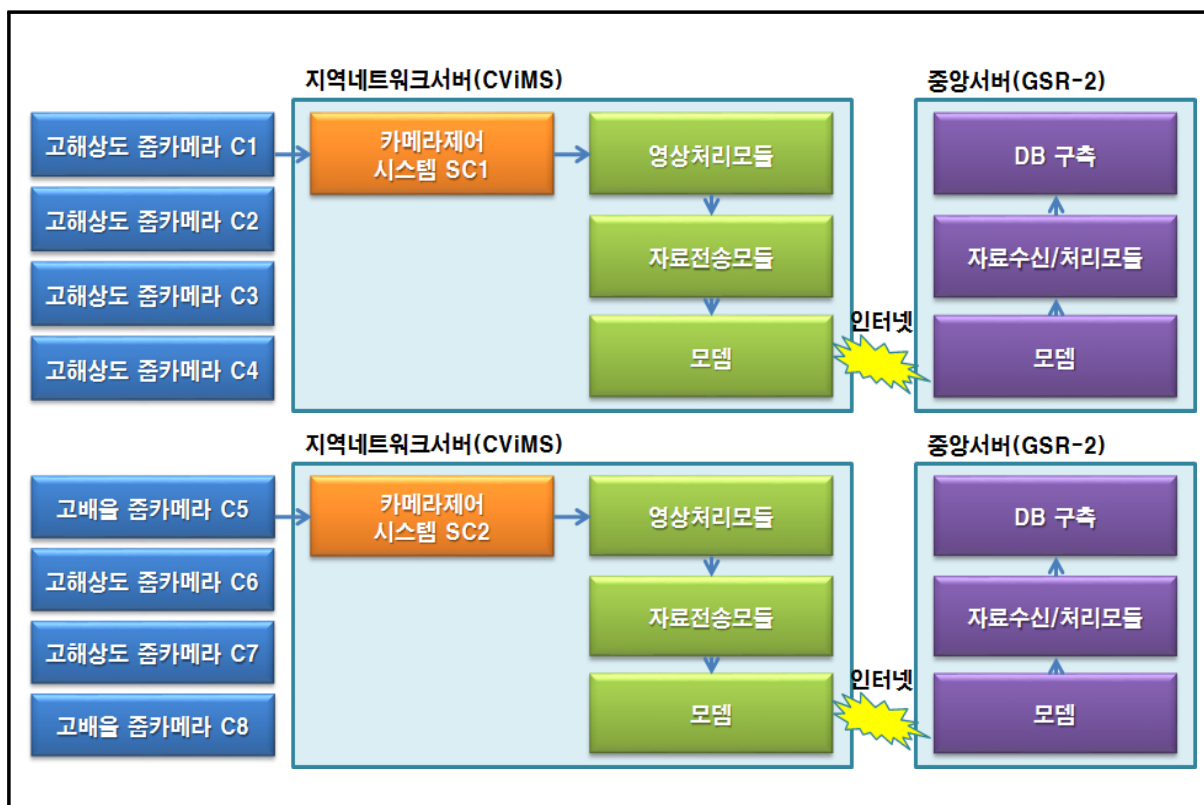 지역네트워크서버(CViMS)
중앙서버(GSR-2)
고해상도 줌카메라 C1
고해상도 줌카메라 C2
고해상도 줌카메라 C3
고해상도 줌카메라 C4
카메라제어
시스템 SC1
영상처리모듈
자료전송모듈
모뎀
인터넷
DB 구축
자료수신/처리모듈
모뎀
지역네트워크서버(CViMS)
중앙서버(GSR-2)
고배율 줌카메라 C5
고해상도 줌카메라 C6
고해상도 줌카메라 C7
고배율 줌카메라 C8
카메라제어
시스템 SC2
영상처리모듈
자료전송모듈
모뎀
인터넷
DB 구축
자료수신/처리모듈
모뎀